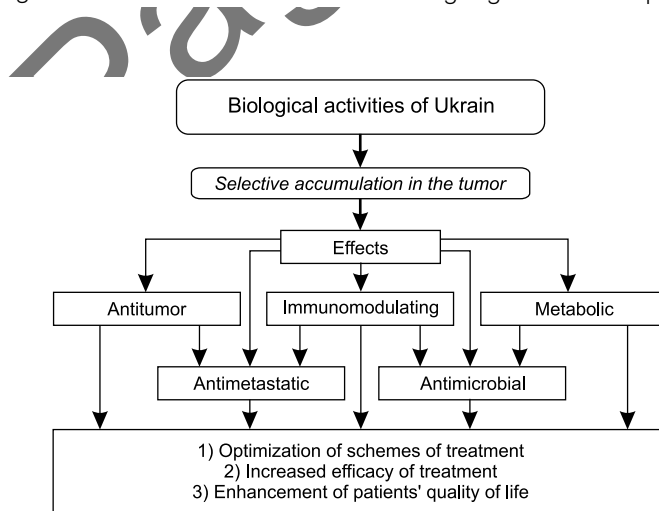 Biological activities of Ukrain
Selective accumulation in the tumor
Effects
Antitumor
Immunomodulating
Metabolic
Antimetastatic
Antimicrobial
1) Optimization of schemes of treatment
2) Increased efficacy of treatment
3) Enhancement of patients' quality of life